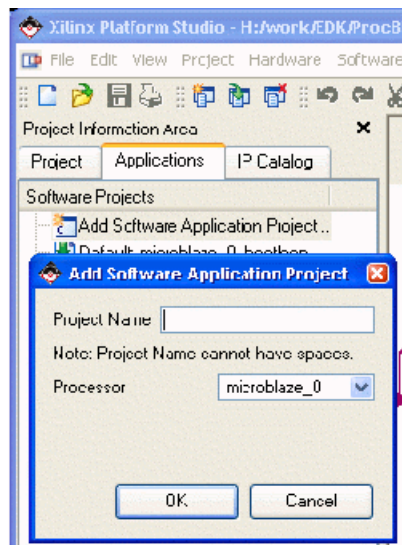 Xilinx Platform Studio - H:/work/EDK/ProcB
File Edit View Project Hardware Software
Project Information Area
Project Applications IP Catalog
Software Projects
Add Software Application Project...
Default: microblaze_0_bootloop
Add Software Application Project
Project Name
Note: Project Name cannot have spaces.
Processor microblaze_0
OK Cancel